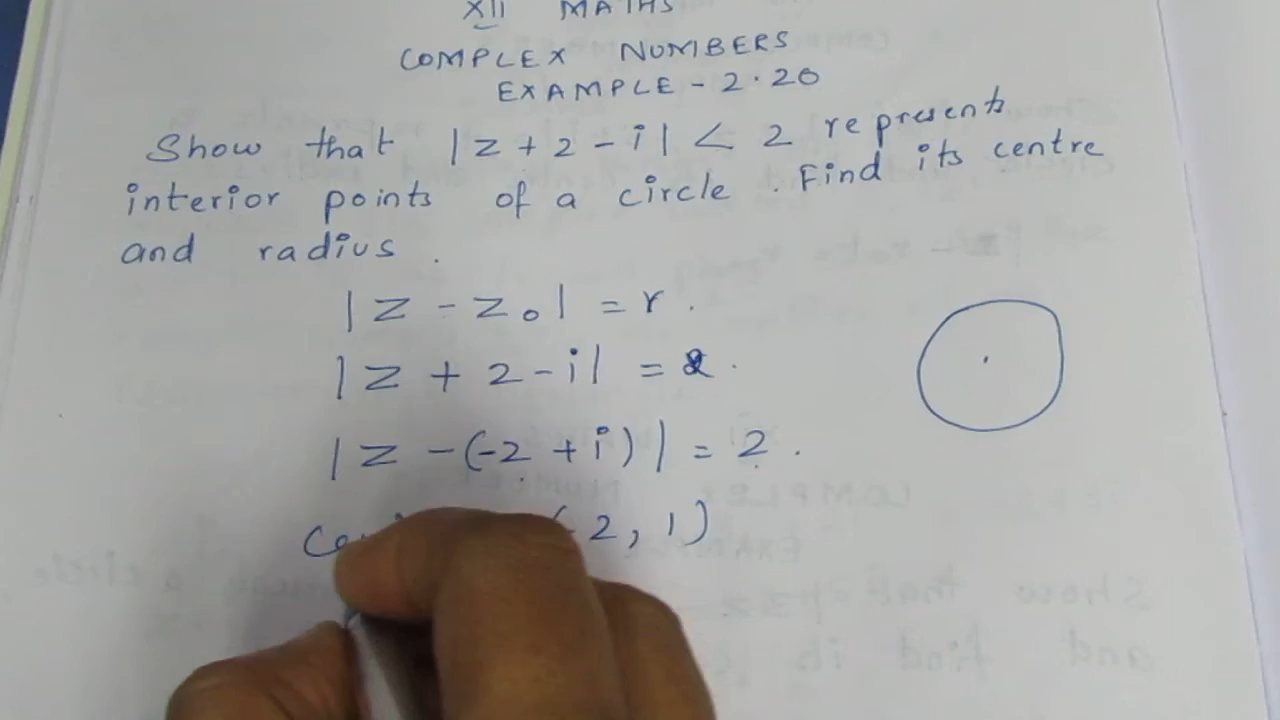 XII MATHS
COMPLEX NUMBERS
EXAMPLE - 2.20
Show that |z + 2 - i| < 2 represents
interior points of a circle. Find its centre
and radius.
|z - z₀| = r.
|z + 2 - i| = 2.
|z - (-2 + i)| = 2.
2, 1)